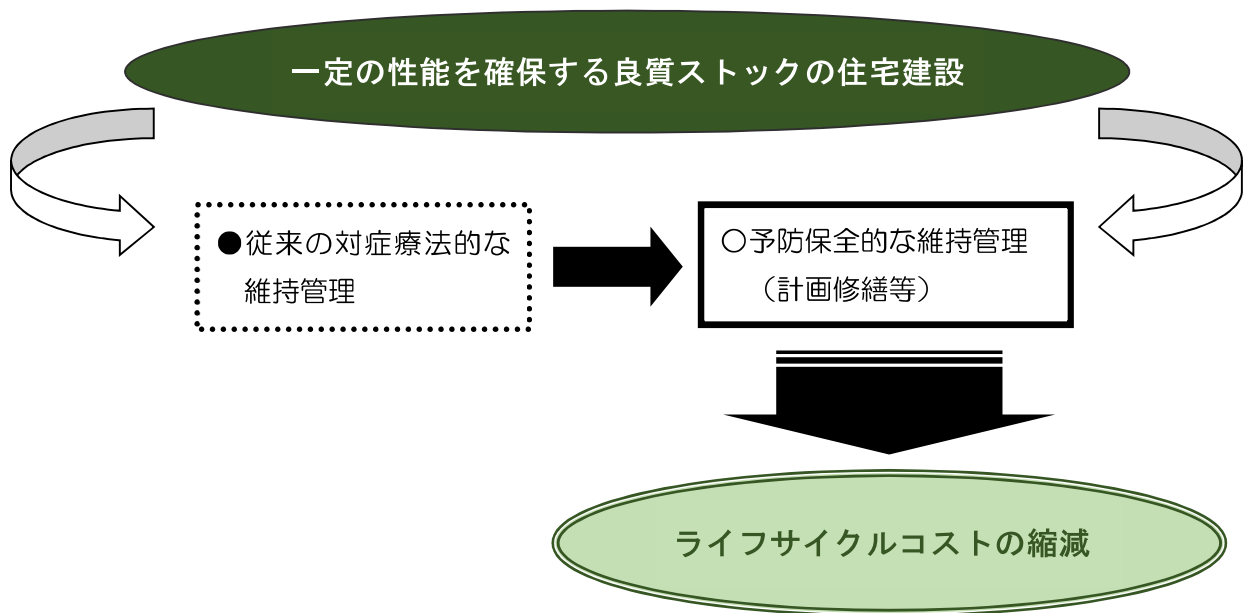 一定の性能を確保する良質ストックの住宅建設
●従来の対症療法的な
維持管理
○予防保全的な維持管理
（計画修繕等）
ライフサイクルコストの縮減